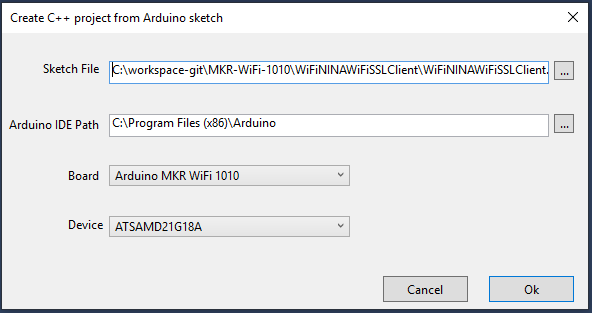 Create C++ project from Arduino sketch
Sketch File C:\workspace-git\MKR-WiFi-1010\WiFiNINAWiFiSSLClient\WiFiNINAWiFiSSLClient. ...
Arduino IDE Path C:\Program Files (x86)\Arduino ...
Board Arduino MKR WiFi 1010
Device ATSAMD21G18A
Cancel Ok